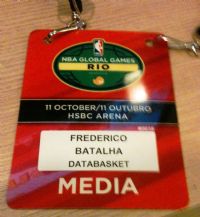 NBA GLOBAL GAMES
RIO
11 OCTOBER/11 OUTUBRO
HSBC ARENA
FREDERICO
BATALHA
DATABASKET
MEDIA